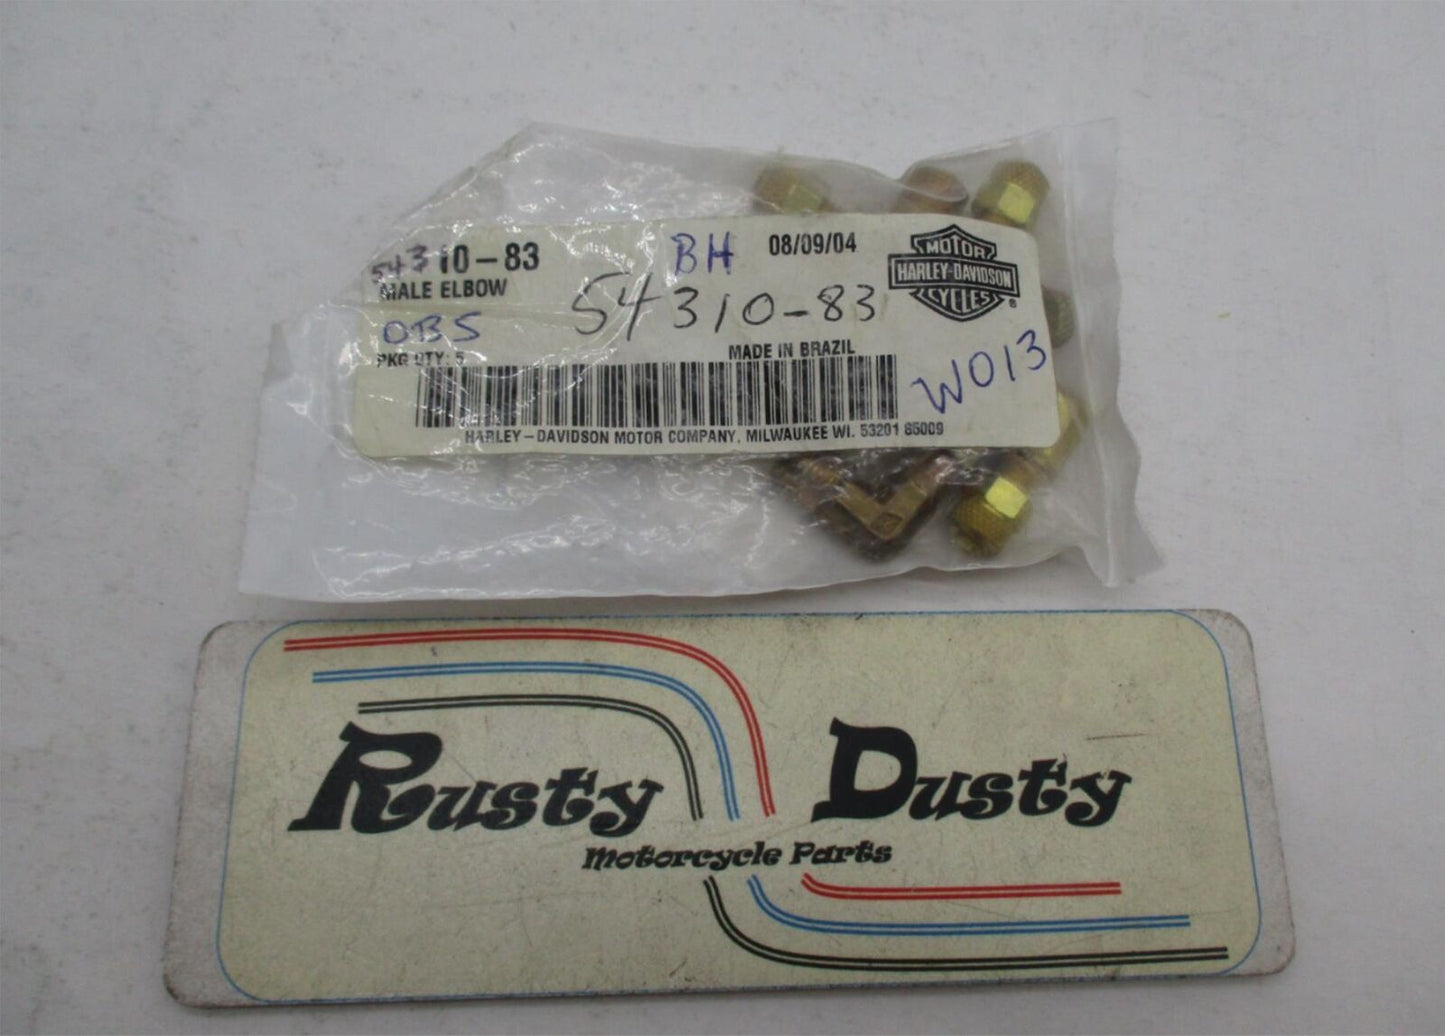 54310-83
BH
08/09/04
MALE ELBOW
54310-83
OBS
PKG QTY: 5
MADE IN BRAZIL
MOTOR
HARLEY-DAVIDSON
CYCLES
®
W013
HARLEY-DAVIDSON MOTOR COMPANY, MILWAUKEE WI. 53201 85009
Rusty Dusty
Motorcycle Parts